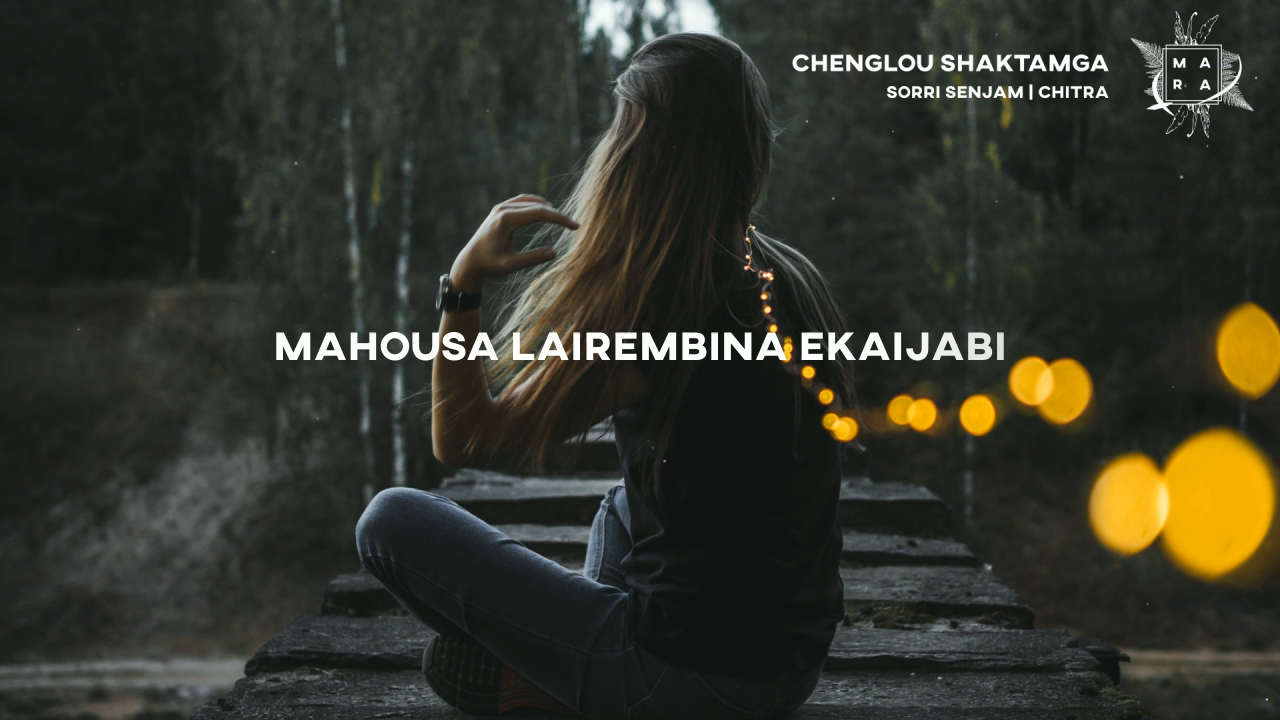 CHENGLOU SHAKTAMGA
SORRI SENJAM | CHITRA
M A
R A
MAHOUSA LAIREMBINA EKAIJABI